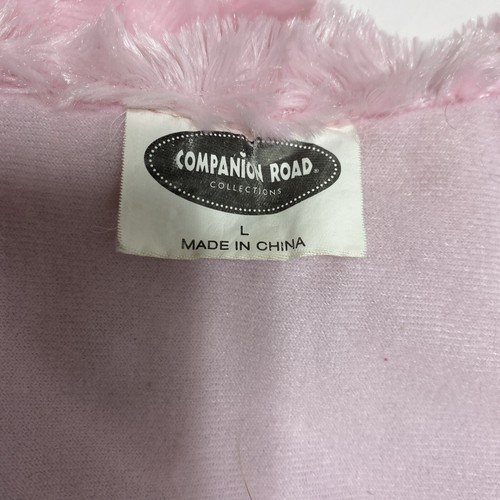 COMPANION ROAD®
COLLECTIONS
L
MADE IN CHINA